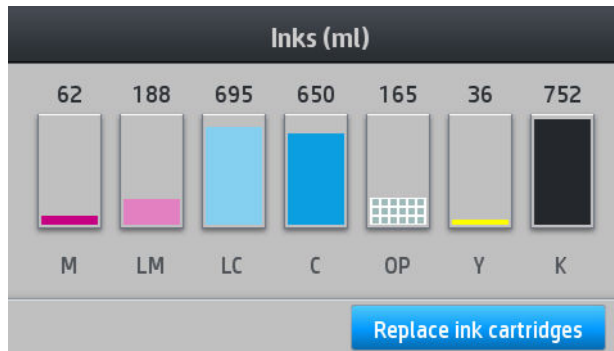 Inks (ml)
62 188 695 650 165 36 752
M LM LC C OP Y K
Replace ink cartridges